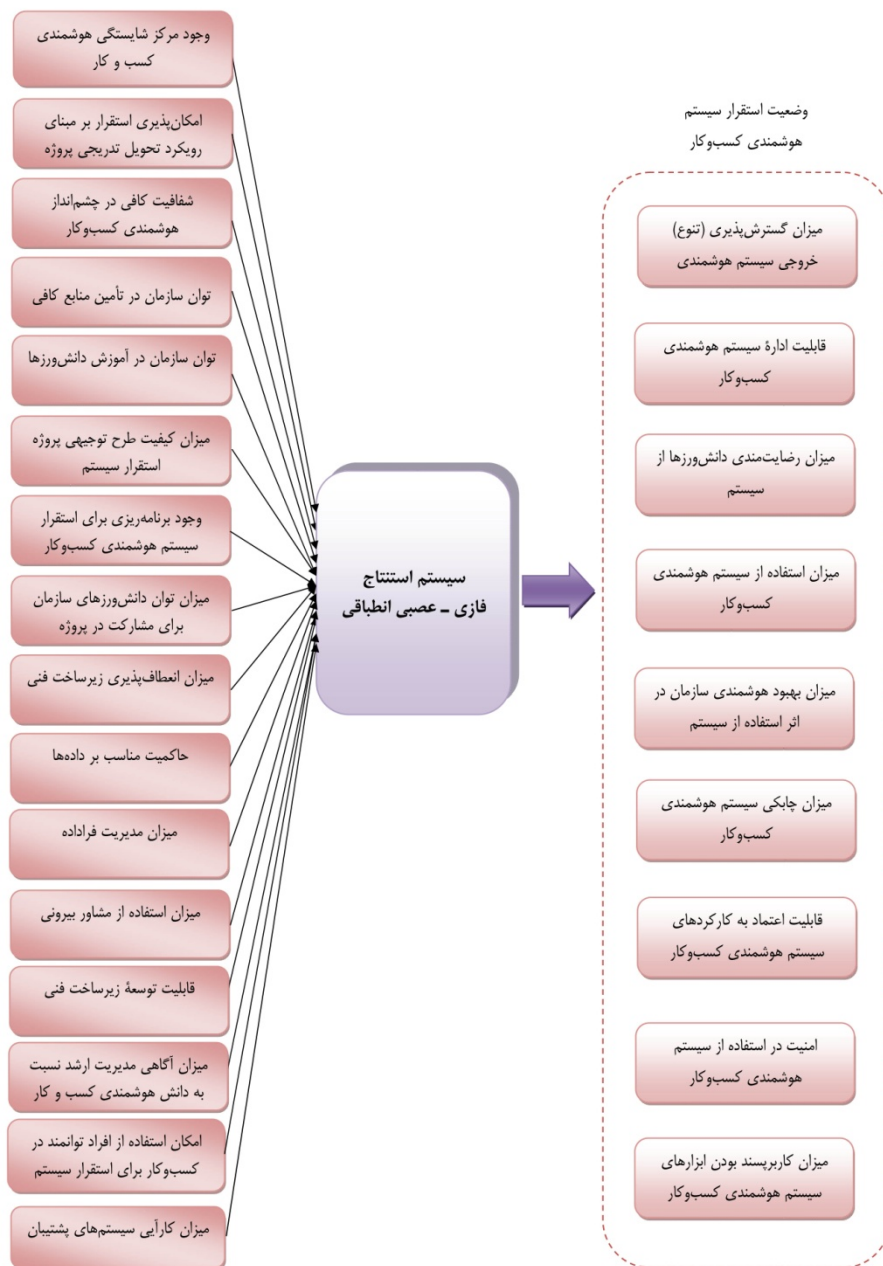 وجود مرکز شایستگی هوشمندی
کسب و کار
امکان‌پذیری استقرار بر مبنای
رویکرد تحویل تدریجی پروژه
شفافیت کافی در چشم‌انداز
هوشمندی کسب‌وکار
توان سازمان در تأمین منابع کافی
توان سازمان در آموزش دانش‌ورزها
میزان کیفیت طرح توجیهی پروژه
استقرار سیستم
وجود برنامه‌ریزی برای استقرار
سیستم هوشمندی کسب‌وکار
میزان توان دانش‌ورزهای سازمان
برای مشارکت در پروژه
میزان انعطاف‌پذیری زیرساخت فنی
حاکمیت مناسب بر داده‌ها
میزان مدیریت فراداده
میزان استفاده از مشاور بیرونی
قابلیت توسعۀ زیرساخت فنی
میزان آگاهی مدیریت ارشد نسبت
به دانش هوشمندی کسب و کار
امکان استفاده از افراد توانمند در
کسب‌وکار برای استقرار سیستم
میزان کارآیی سیستم‌های پشتیبان
سیستم استنتاج
فازی – عصبی انطباقی
وضعیت استقرار سیستم
هوشمندی کسب‌وکار
میزان گسترش‌پذیری (تنوع)
خروجی سیستم هوشمندی
قابلیت ادارۀ سیستم هوشمندی
کسب‌وکار
میزان رضایت‌مندی دانش‌ورزها از
سیستم
میزان استفاده از سیستم هوشمندی
کسب‌وکار
میزان بهبود هوشمندی سازمان در
اثر استفاده از سیستم
میزان چابکی سیستم هوشمندی
کسب‌وکار
قابلیت اعتماد به کارکردهای
سیستم هوشمندی کسب‌وکار
امنیت در استفاده از سیستم
هوشمندی کسب‌وکار
میزان کاربرپسند بودن ابزارهای
سیستم هوشمندی کسب‌وکار